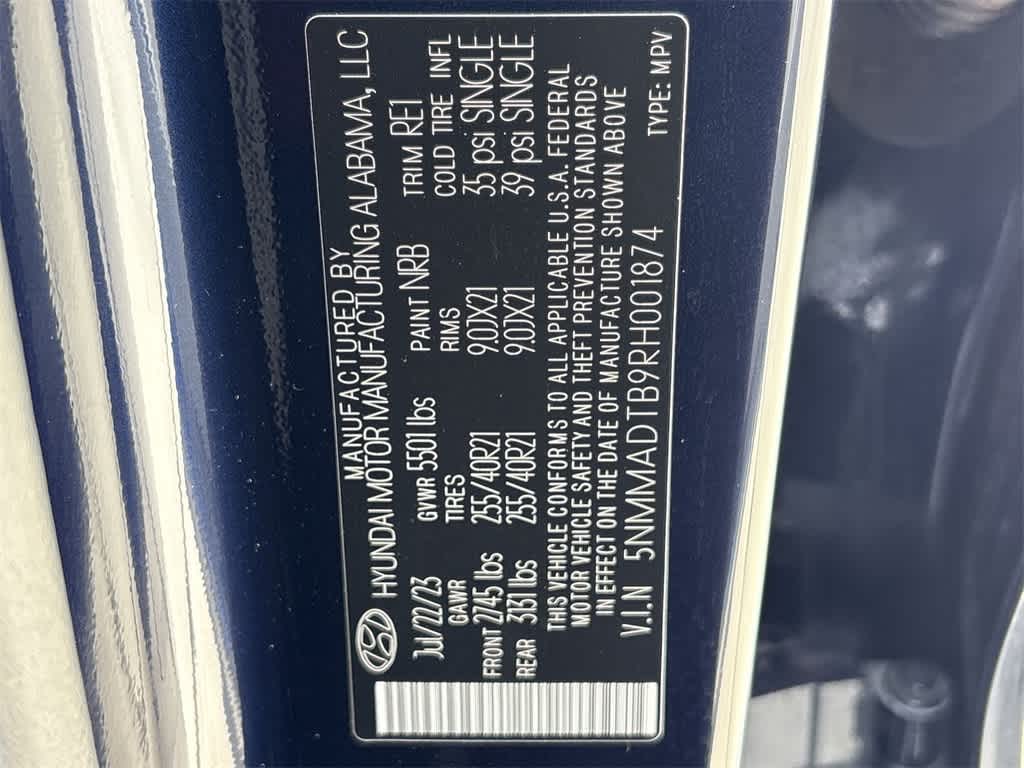 MANUFACTURED BY
HYUNDAI MOTOR MANUFACTURING ALABAMA, LLC
Jul/22/23 GVWR 5501 lbs PAINT NRB TRIM RE1
GAWR TIRES RIMS COLD TIRE INFL
FRONT 2745 lbs 255/40R21 9.0JX21 35 psi SINGLE
REAR 3131 lbs 255/40R21 9.0JX21 39 psi SINGLE
THIS VEHICLE CONFORMS TO ALL APPLICABLE U.S.A. FEDERAL
MOTOR VEHICLE SAFETY AND THEFT PREVENTION STANDARDS
IN EFFECT ON THE DATE OF MANUFACTURE SHOWN ABOVE
V.I.N 5NMMADTB9RH001874 TYPE: MPV